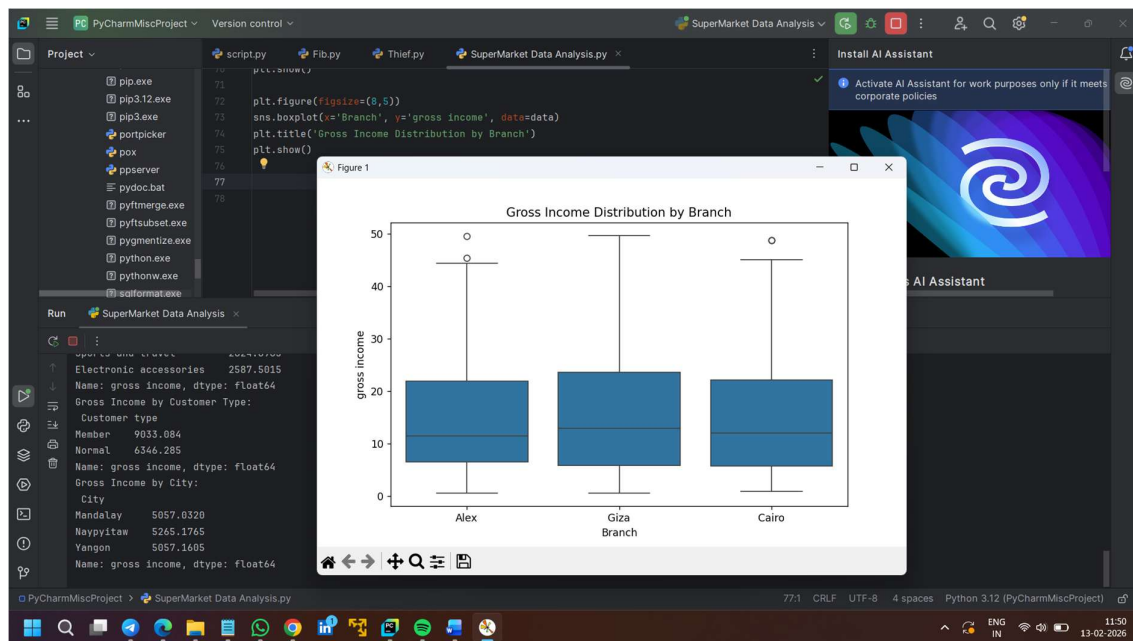 PC PyCharmMiscProject Version control SuperMarket Data Analysis
Project
pip.exe
pip3.12.exe
pip3.exe
portpicker
pox
ppserver
pydoc.bat
pyftmerge.exe
pyftsubset.exe
pygmentize.exe
python.exe
pythonw.exe
sqlformat.exe
script.py Fib.py Thief.py SuperMarket Data Analysis.py
plt.show()
71
72 plt.figure(figsize=(8,5))
73 sns.boxplot(x='Branch', y='gross income', data=data)
74 plt.title('Gross Income Distribution by Branch')
75 plt.show()
76
77
78
Install AI Assistant
Activate AI Assistant for work purposes only if it meets
corporate policies
AI Assistant
Figure 1
Gross Income Distribution by Branch
gross income
50
40
30
20
10
0
Alex Giza Cairo
Branch
Run SuperMarket Data Analysis
Electronic accessories 2587.5015
Name: gross income, dtype: float64
Gross Income by Customer Type:
Customer type
Member 9033.084
Normal 6346.285
Name: gross income, dtype: float64
Gross Income by City:
City
Mandalay 5057.0320
Naypyitaw 5265.1765
Yangon 5057.1605
Name: gross income, dtype: float64
PyCharmMiscProject > SuperMarket Data Analysis.py 77:1 CRLF UTF-8 4 spaces Python 3.12 (PyCharmMiscProject)
ENG
IN
11:50
13-02-2026